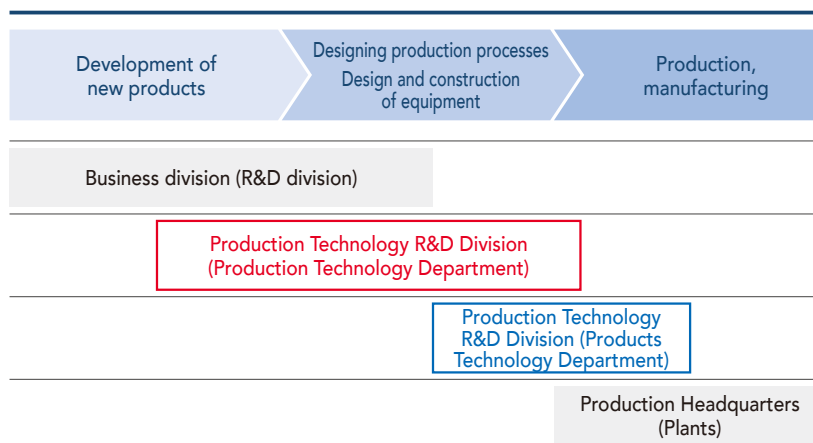 Development of
new products
Designing production processes
Design and construction
of equipment
Production,
manufacturing
Business division (R&D division)
Production Technology R&D Division
(Production Technology Department)
Production Technology
R&D Division (Products
Technology Department)
Production Headquarters
(Plants)